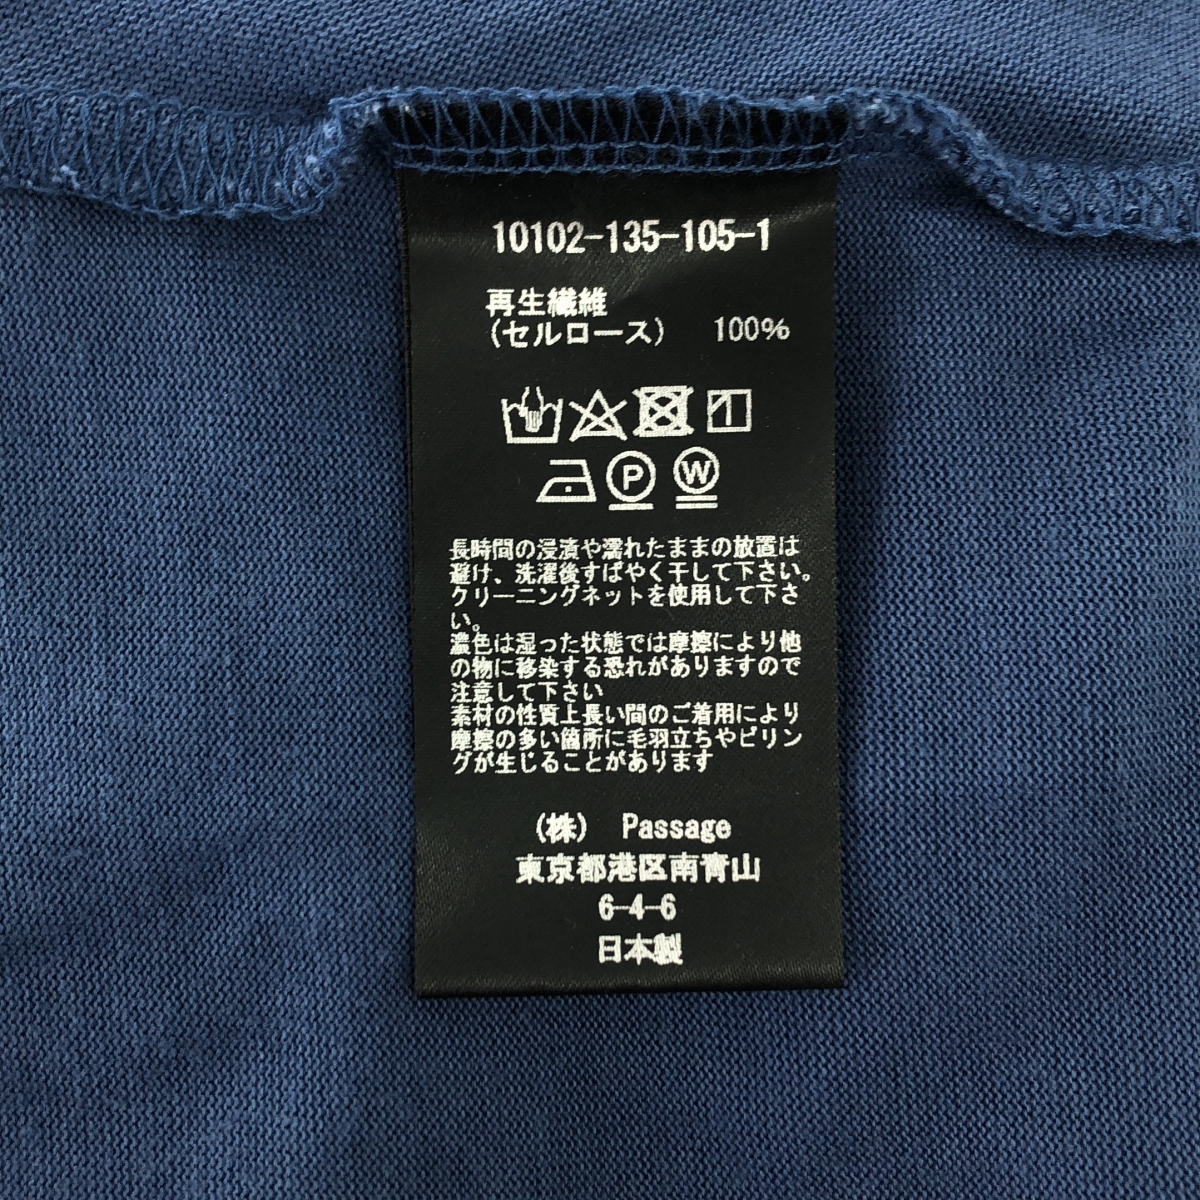 10102-135-105-1
再生繊維
(セルロース) 100%
P W
長時間の浸漬や濡れたままの放置は
避け、洗濯後すばやく干して下さい。
クリーニングネットを使用して下さ
い。
濃色は湿った状態では摩擦により他
の物に移染する恐れがありますので
注意して下さい
素材の性質上長い間のご着用により
摩擦の多い箇所に毛羽立ちやピリン
グが生じることがあります
(株) Passage
東京都港区南青山
6-4-6
日本製